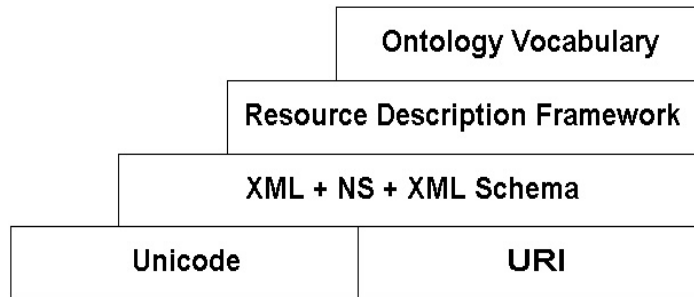 Ontology Vocabulary
Resource Description Framework
XML + NS + XML Schema
Unicode URI